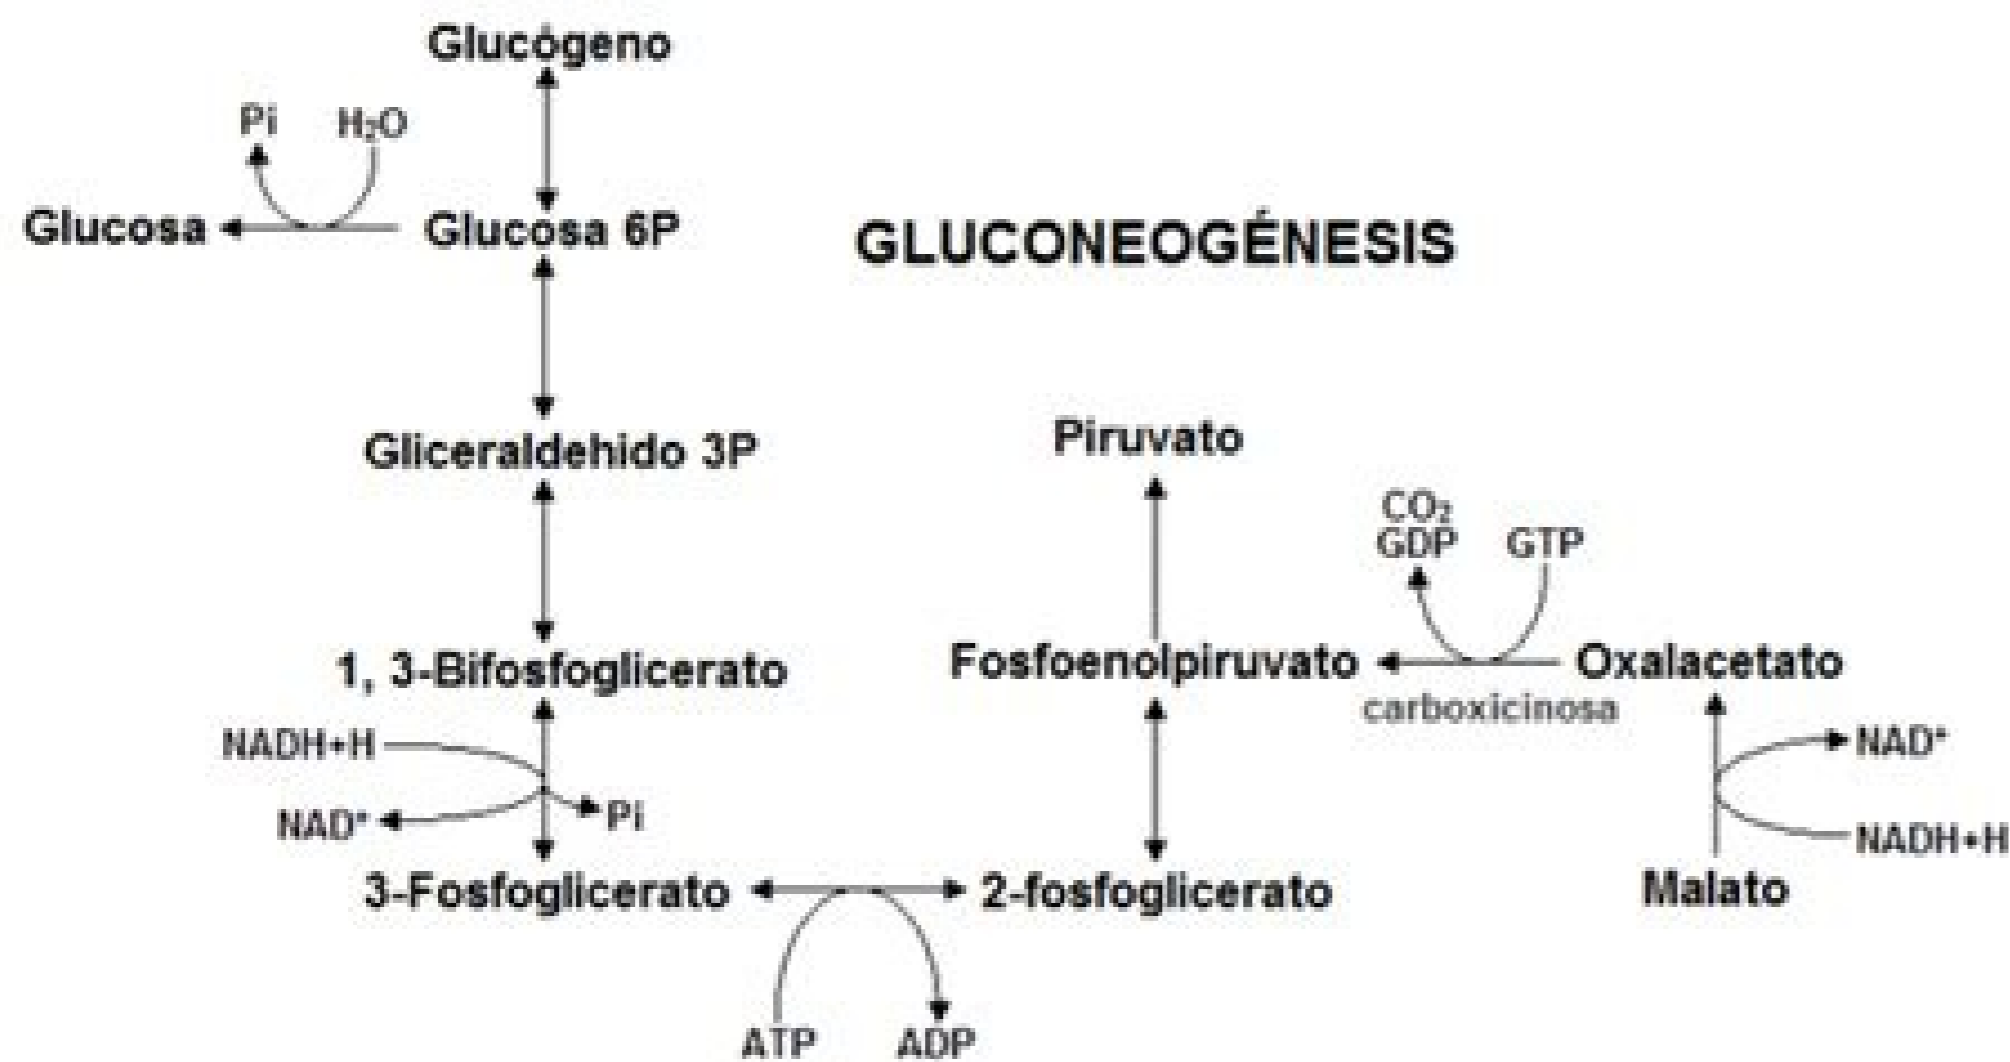 Glucógeno
Pi H₂O
Glucosa Glucosa 6P
GLUCONEOGÉNESIS
Gliceraldehido 3P
Piruvato
CO₂
GDP GTP
1, 3-Bifosfoglicerato
Fosfoenolpiruvato Oxalacetato
carboxicinosa
NADH+H
NAD⁺
NAD⁺ Pi
NADH+H
3-Fosfoglicerato 2-fosfoglicerato Malato
ATP ADP